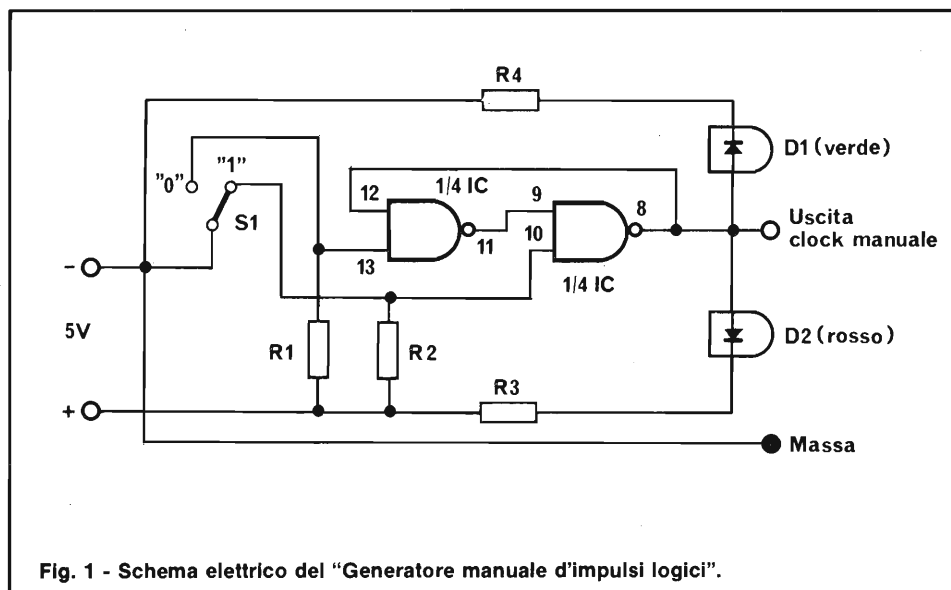 R4
D1 (verde)
"0"
"1"
S1
12
1/4 IC
9
8
11
10
13
1/4 IC
Uscita
clock manuale
-
5V
+
R1
R2
R3
D2 (rosso)
Massa
Fig. 1 - Schema elettrico del “Generatore manuale d'impulsi logici”.